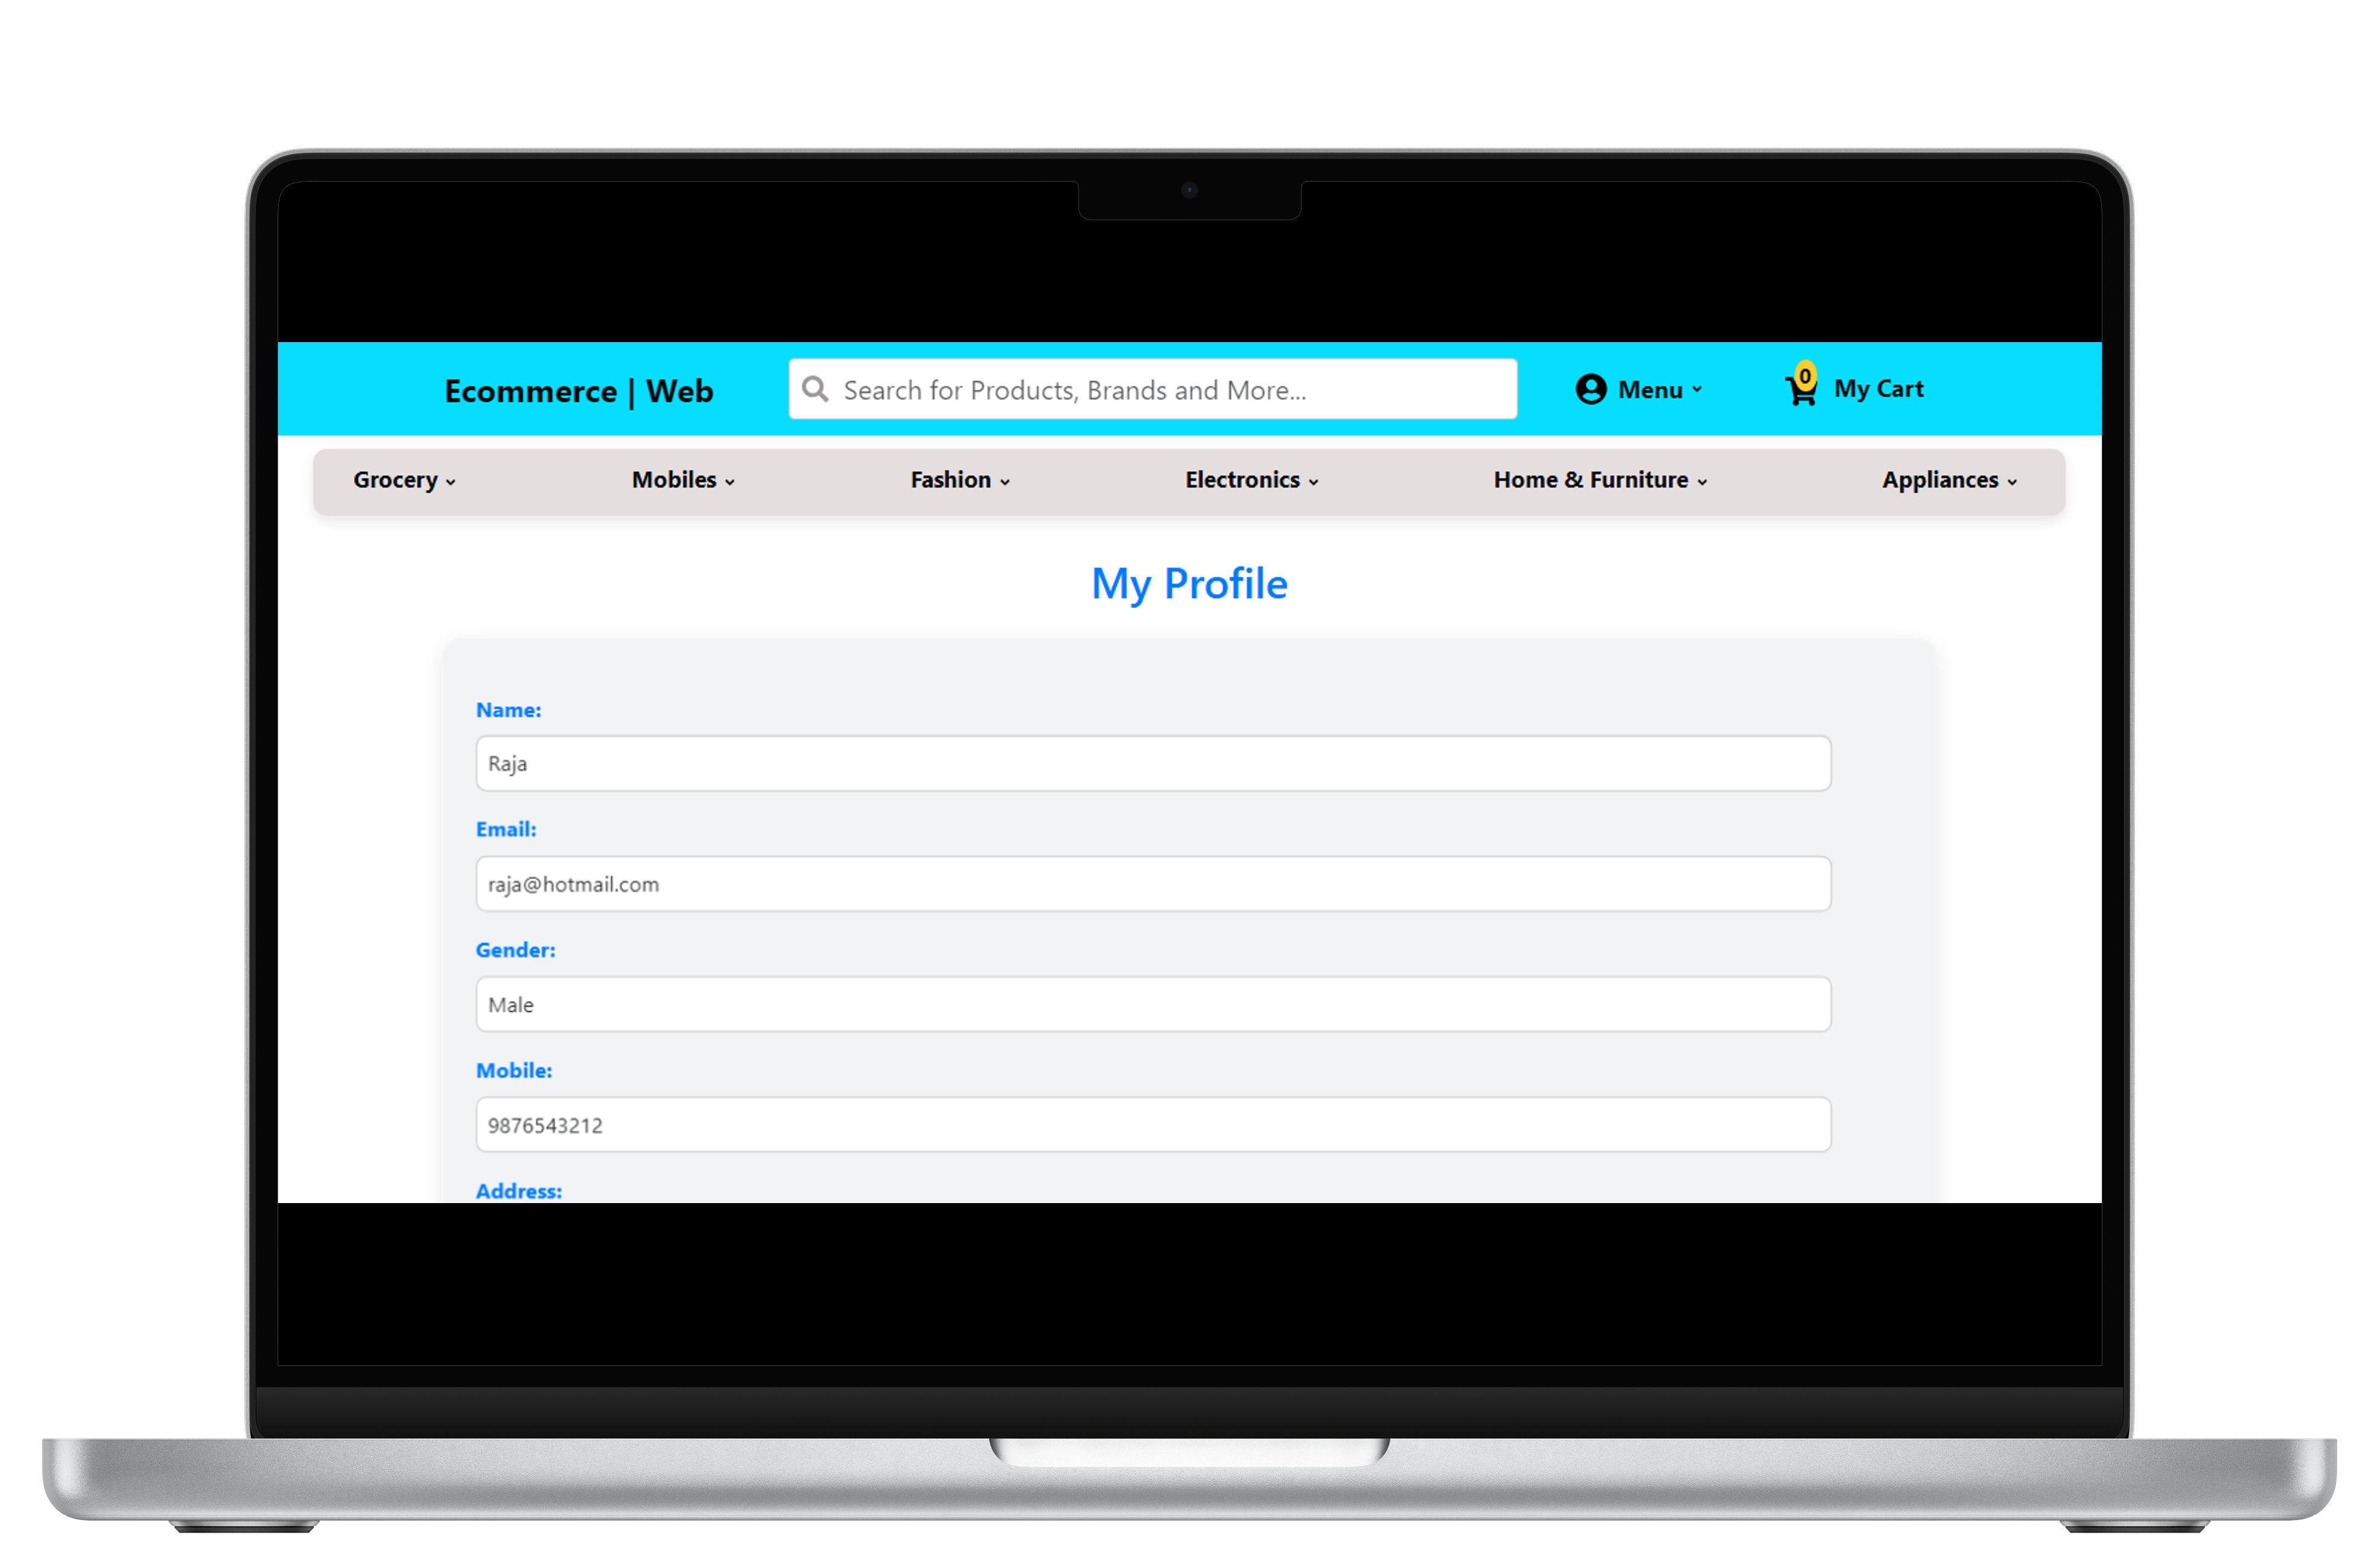 Ecommerce | Web
Search for Products, Brands and More...
Menu
0
My Cart
Grocery
Mobiles
Fashion
Electronics
Home & Furniture
Appliances
My Profile
Name:
Raja
Email:
raja@hotmail.com
Gender:
Male
Mobile:
9876543212
Address: